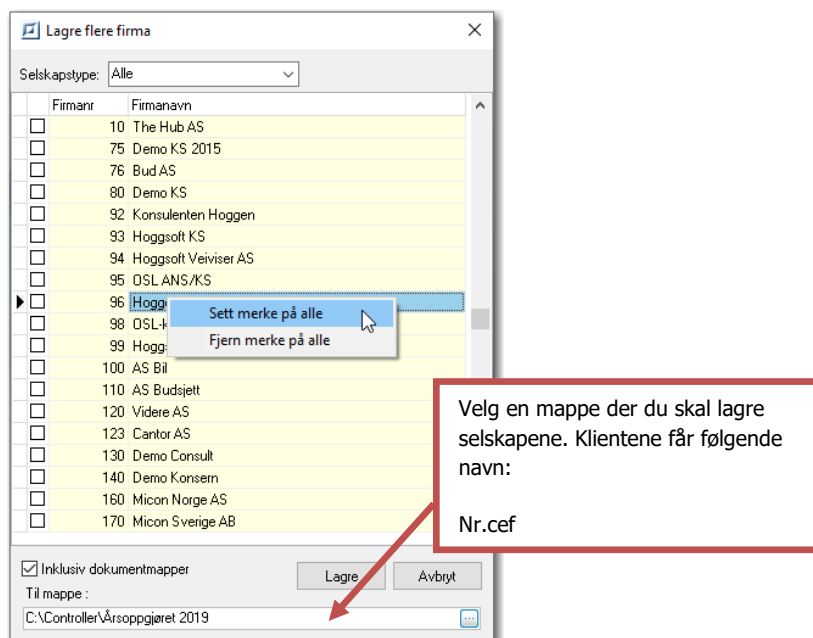 Lagre flere firma
Selskapstype: Alle
Firmanr Firmanavn
10 The Hub AS
75 Demo KS 2015
76 Bud AS
80 Demo KS
92 Konsulenten Hoggen
93 Hoggsoft KS
94 Hoggsoft Veiviser AS
95 OSL ANS/KS
96
98
99
Sett merke på alle
Fjern merke på alle
100 AS Bil
110 AS Budsjett
120 Videre AS
123 Cantor AS
130 Demo Consult
140 Demo Konsern
160 Micon Norge AS
170 Micon Sverige AB
Velg en mappe der du skal lagre
selskapene. Klientene får følgende
navn:
Nr.cef
Inklusiv dokumentmapper
Lagre Avbryt
Til mappe :
C:\Controller\Årsoppgjøret 2019
...